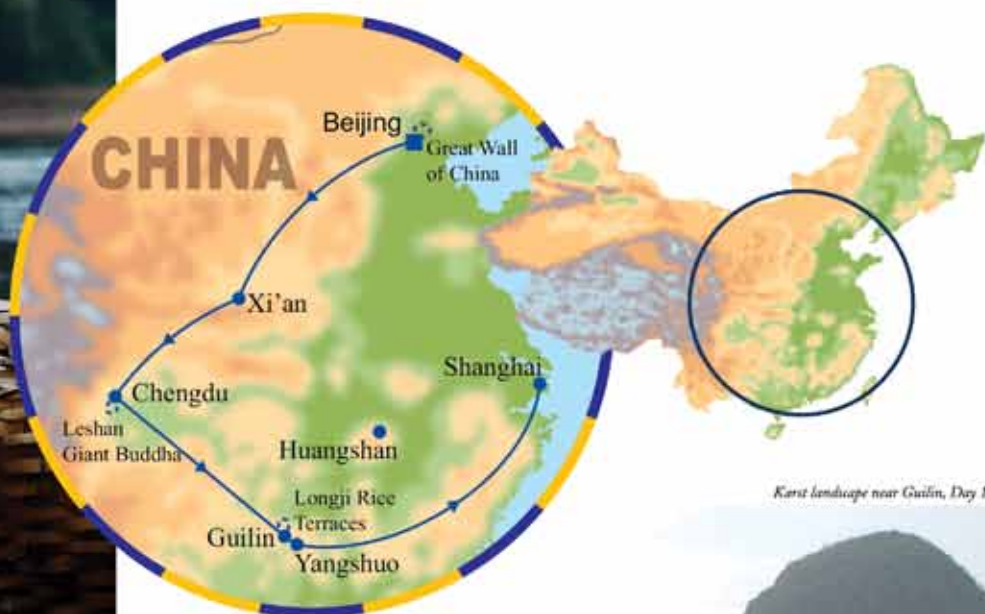 Beijing
Great Wall
of China
CHINA
Xi'an
Shanghai
Chengdu
Leshan
Giant Buddha
Huangshan
Longji Rice
Terraces
Guilin
Yangshuo
Karst landscape near Guilin, Day 1